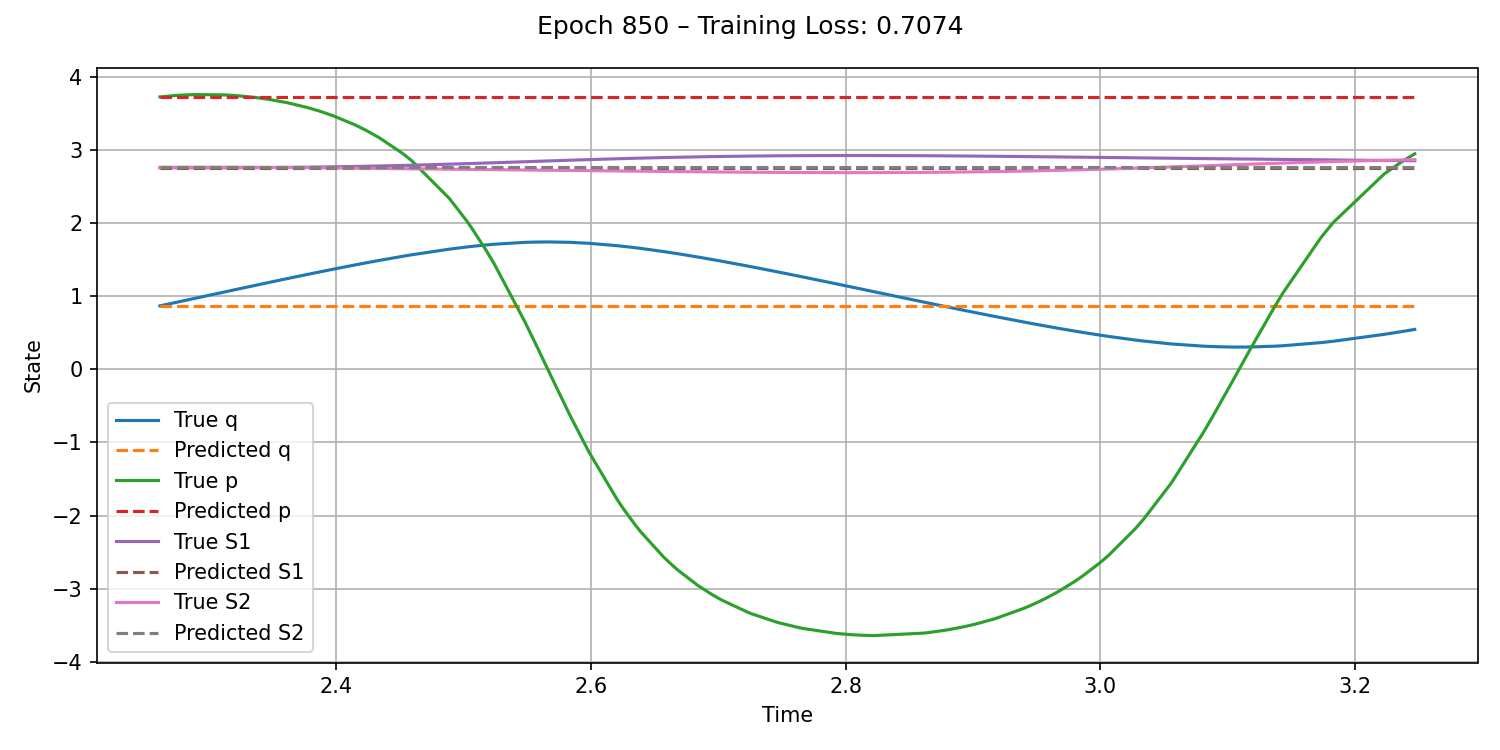 Epoch 850 – Training Loss: 0.7074
4
3
2
1
0
−1
−2
−3
−4
State
True q
Predicted q
True p
Predicted p
True S1
Predicted S1
True S2
Predicted S2
2.4
2.6
2.8
3.0
3.2
Time